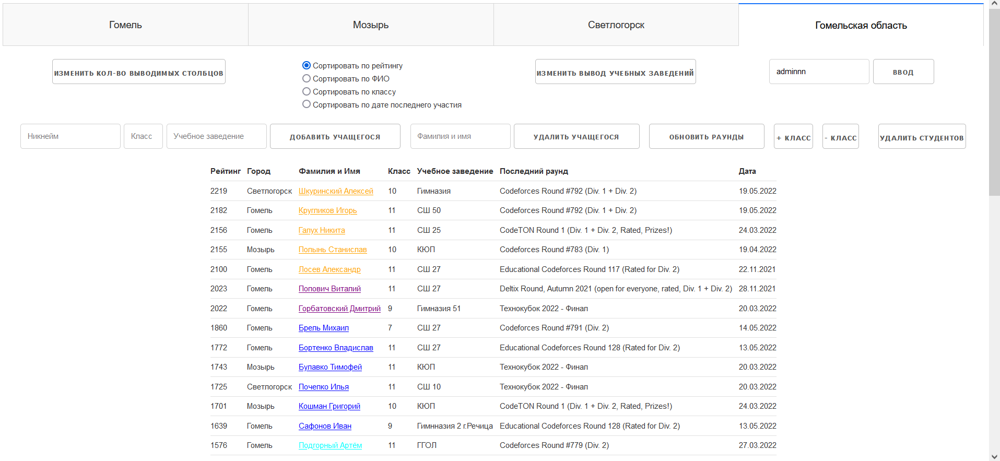 Гомель Мозырь Светлогорск Гомельская область
ИЗМЕНИТЬ КОЛ-ВО ВЫВОДИМЫХ СТОЛБЦОВ
Сортировать по рейтингу
Сортировать по ФИО
Сортировать по классу
Сортировать по дате последнего участия
ИЗМЕНИТЬ ВЫВОД УЧЕБНЫХ ЗАВЕДЕНИЙ
adminnn ВВОД
Никнейм Класс Учебное заведение ДОБАВИТЬ УЧАЩЕГОСЯ Фамилия и имя УДАЛИТЬ УЧАЩЕГОСЯ ОБНОВИТЬ РАУНДЫ + КЛАСС - КЛАСС УДАЛИТЬ СТУДЕНТОВ
Рейтинг Город Фамилия и Имя Класс Учебное заведение Последний раунд Дата
2219 Светлогорск Шкуринский Алексей 10 Гимназия Codeforces Round #792 (Div. 1 + Div. 2) 19.05.2022
2182 Гомель Кругликов Игорь 11 СШ 50 Codeforces Round #792 (Div. 1 + Div. 2) 19.05.2022
2156 Гомель Галух Никита 11 СШ 25 CodeTON Round 1 (Div. 1 + Div. 2, Rated, Prizes!) 24.03.2022
2155 Мозырь Полынь Станислав 10 КЮП Codeforces Round #783 (Div. 1) 19.04.2022
2100 Гомель Лосев Александр 11 СШ 27 Educational Codeforces Round 117 (Rated for Div. 2) 22.11.2021
2023 Гомель Попович Виталий 11 СШ 27 Deltix Round, Autumn 2021 (open for everyone, rated, Div. 1 + Div. 2) 28.11.2021
2022 Гомель Горбатовский Дмитрий 9 Гимназия 51 Технокубок 2022 - Финал 20.03.2022
1860 Гомель Брель Михаил 7 СШ 27 Codeforces Round #791 (Div. 2) 14.05.2022
1772 Гомель Бортенко Владислав 11 СШ 27 Educational Codeforces Round 128 (Rated for Div. 2) 13.05.2022
1743 Мозырь Булавко Тимофей 11 КЮП Технокубок 2022 - Финал 20.03.2022
1725 Светлогорск Почепко Илья 11 СШ 10 Технокубок 2022 - Финал 20.03.2022
1701 Мозырь Кошман Григорий 10 КЮП CodeTON Round 1 (Div. 1 + Div. 2, Rated, Prizes!) 24.03.2022
1639 Гомель Сафонов Иван 9 Гимнназия 2 г.Речица Educational Codeforces Round 128 (Rated for Div. 2) 13.05.2022
1576 Гомель Подгорный Артём 11 ГГОЛ Codeforces Round #779 (Div. 2) 27.03.2022